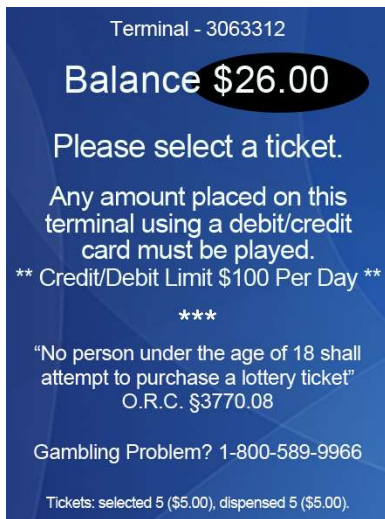 Terminal - 3063312
Balance $26.00
Please select a ticket.
Any amount placed on this
terminal using a debit/credit
card must be played.
** Credit/Debit Limit $100 Per Day **
***
“No person under the age of 18 shall
attempt to purchase a lottery ticket”
O.R.C. §3770.08
Gambling Problem? 1-800-589-9966
Tickets: selected 5 ($5.00), dispensed 5 ($5.00).